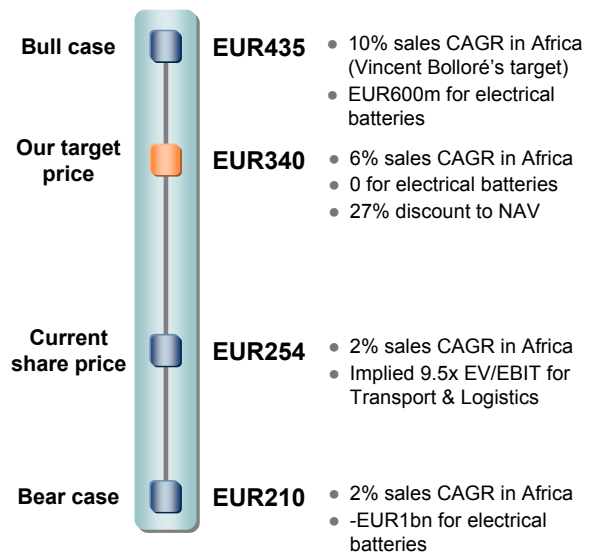 Bull case
EUR435
● 10% sales CAGR in Africa
(Vincent Bolloré's target)
● EUR600m for electrical
batteries
Our target
price
EUR340
● 6% sales CAGR in Africa
● 0 for electrical batteries
● 27% discount to NAV
Current
share price
EUR254
● 2% sales CAGR in Africa
● Implied 9.5x EV/EBIT for
Transport & Logistics
Bear case
EUR210
● 2% sales CAGR in Africa
● -EUR1bn for electrical
batteries